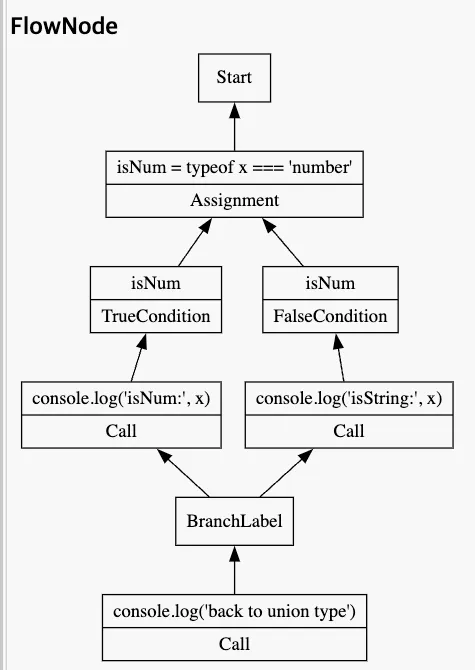 FlowNode
Start
isNum = typeof x === 'number'
Assignment
isNum
TrueCondition
isNum
FalseCondition
console.log('isNum:', x)
Call
console.log('isString:', x)
Call
BranchLabel
console.log('back to union type')
Call